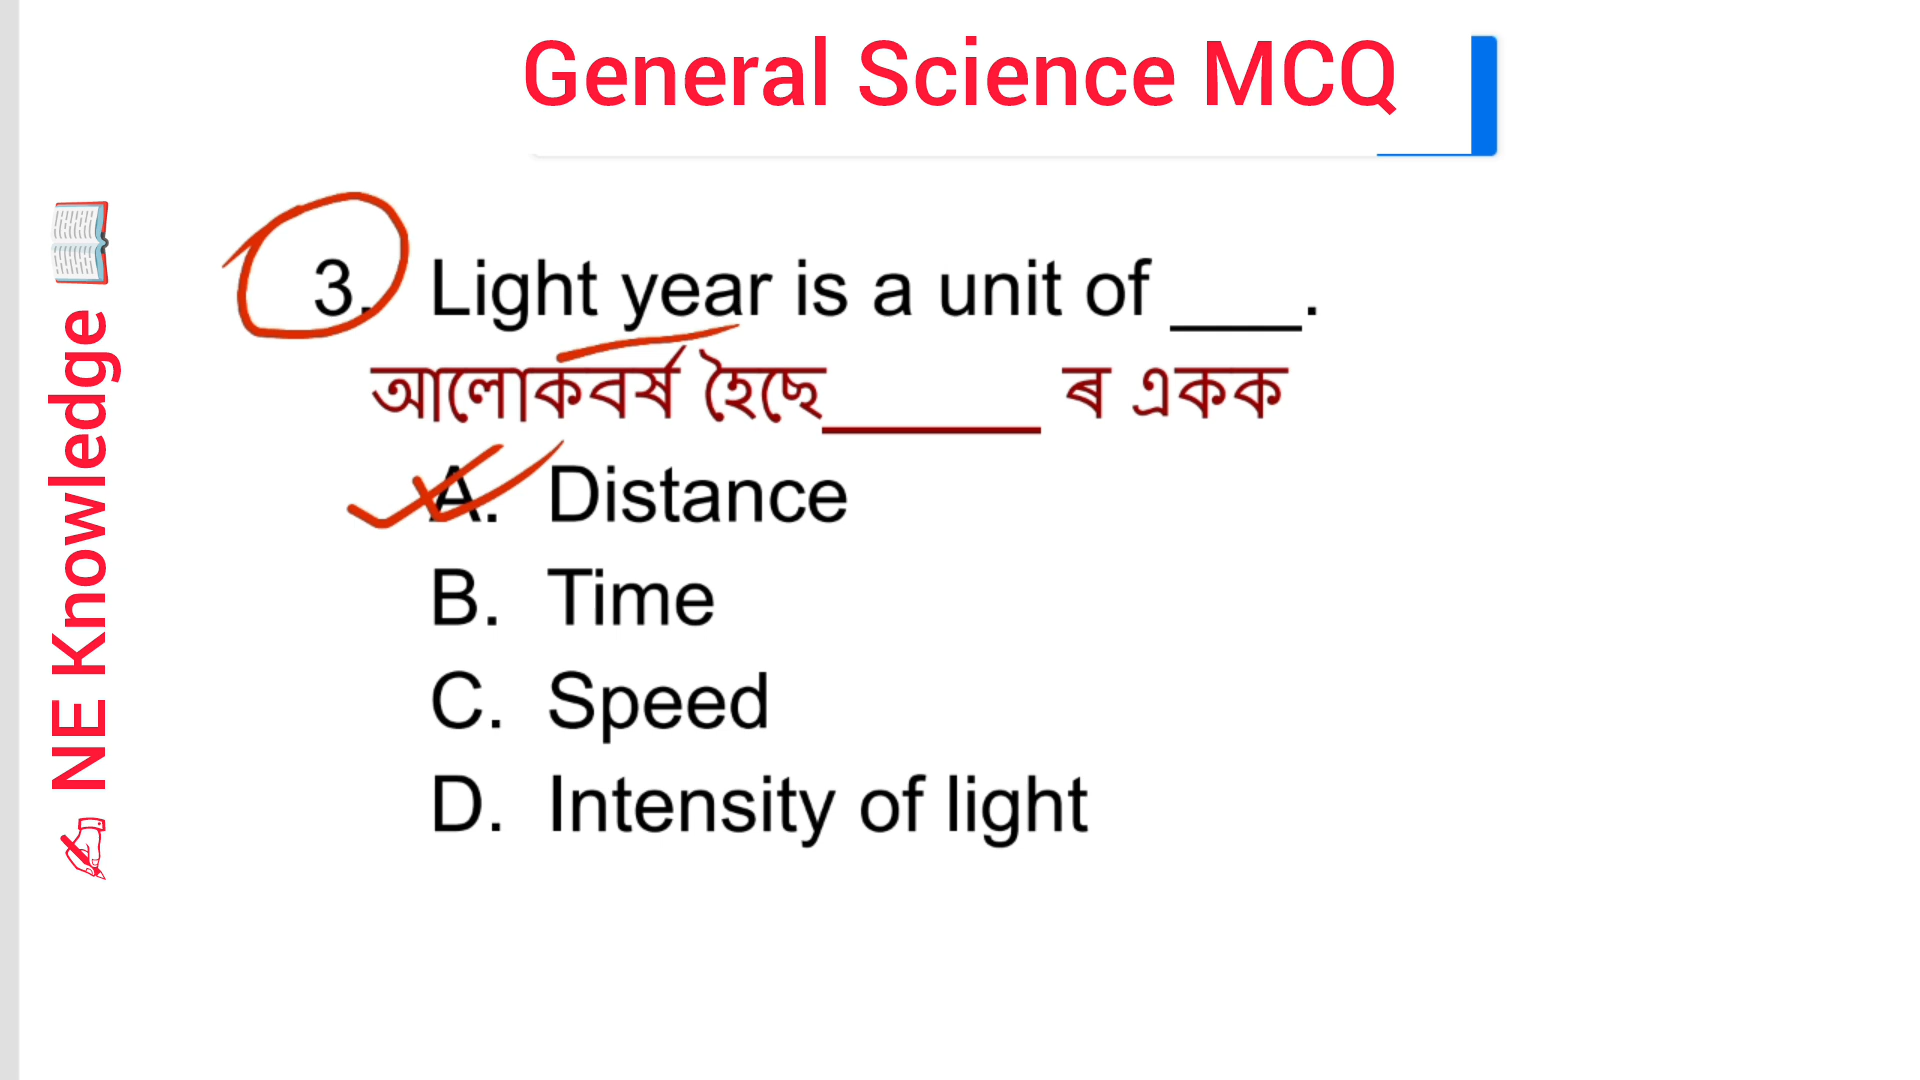 General Science MCQ
NE Knowledge
3. Light year is a unit of ____.
আলোকবৰ্ষ হৈছে______ ৰ একক
A. Distance
B. Time
C. Speed
D. Intensity of light